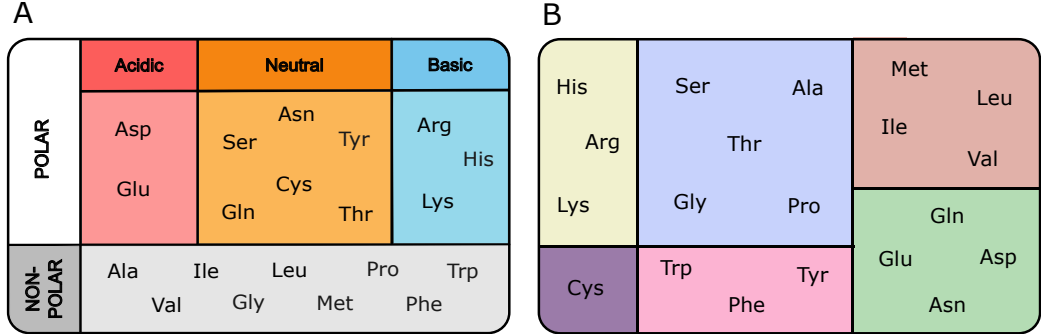 A
Acidic Neutral Basic
POLAR
Asp Asn Arg
Ser Tyr His
Glu Cys Lys
Gln Thr
NON-
POLAR
Ala Ile Leu Pro Trp
Val Gly Met Phe
B
His Ser Ala Met
Leu
Arg Thr Ile
Val
Lys Gly Pro Gln
Glu Asp
Cys Trp Tyr
Phe Asn